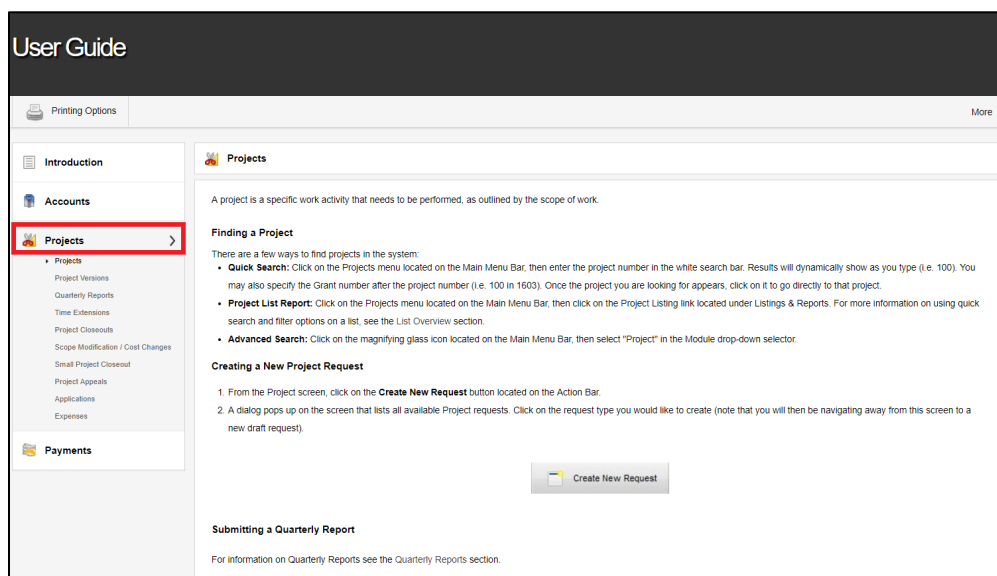 User Guide
Printing Options
More
Introduction
Accounts
Projects
Projects
Project Versions
Quarterly Reports
Time Extensions
Project Closeouts
Scope Modification / Cost Changes
Small Project Closeout
Project Appeals
Applications
Expenses
Payments
Projects
A project is a specific work activity that needs to be performed, as outlined by the scope of work.
Finding a Project
There are a few ways to find projects in the system:
• Quick Search: Click on the Projects menu located on the Main Menu Bar, then enter the project number in the white search bar. Results will dynamically show as you type (i.e. 100). You
may also specify the Grant number after the project number (i.e. 100 in 1603). Once the project you are looking for appears, click on it to go directly to that project.
• Project List Report: Click on the Projects menu located on the Main Menu Bar, then click on the Project Listing link located under Listings & Reports. For more information on using quick
search and filter options on a list, see the List Overview section.
• Advanced Search: Click on the magnifying glass icon located on the Main Menu Bar, then select "Project" in the Module drop-down selector.
Creating a New Project Request
1. From the Project screen, click on the Create New Request button located on the Action Bar.
2. A dialog pops up on the screen that lists all available Project requests. Click on the request type you would like to create (note that you will then be navigating away from this screen to a
new draft request).
Create New Request
Submitting a Quarterly Report
For information on Quarterly Reports see the Quarterly Reports section.